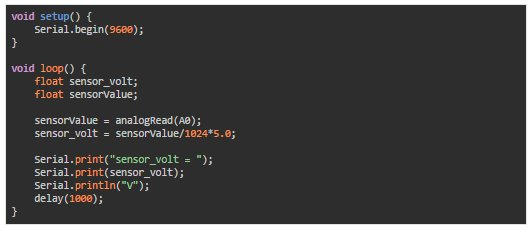 void setup() {
    Serial.begin(9600);
}

void loop() {
    float sensor_volt;
    float sensorValue;

    sensorValue = analogRead(A0);
    sensor_volt = sensorValue/1024*5.0;

    Serial.print("sensor_volt = ");
    Serial.print(sensor_volt);
    Serial.println("V");
    delay(1000);
}